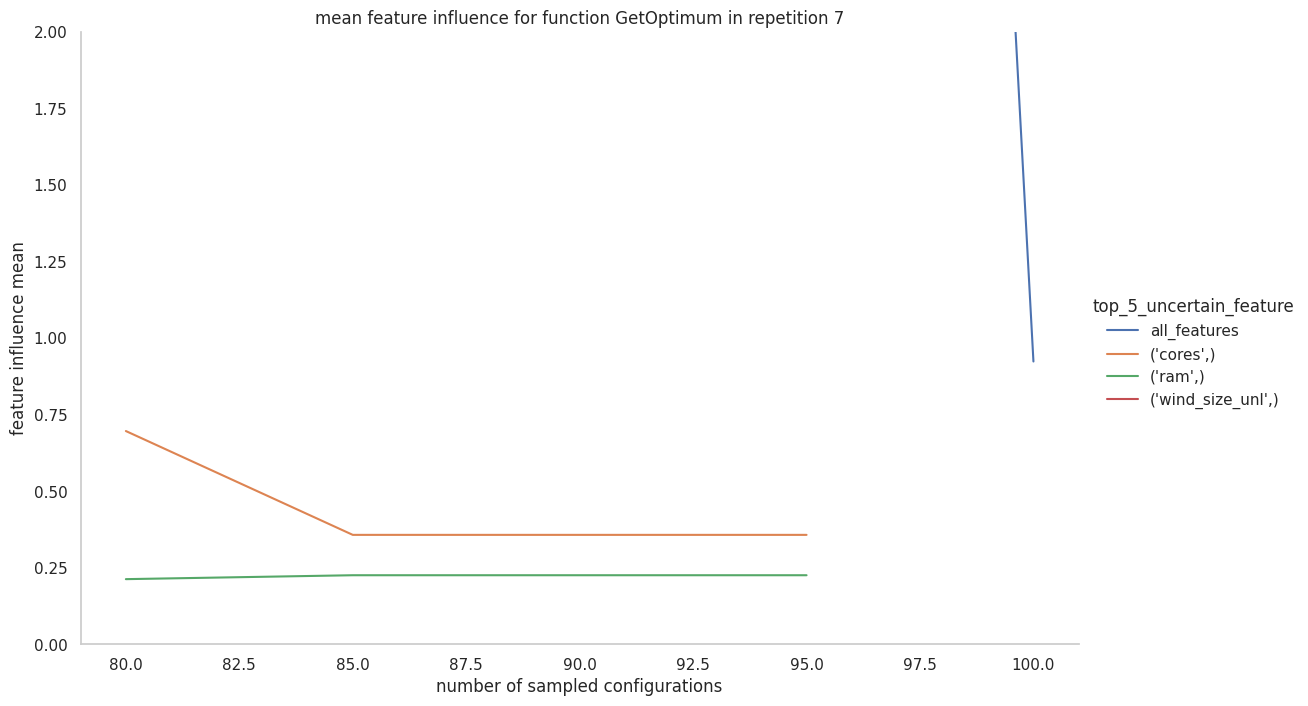 mean feature influence for function GetOptimum in repetition 7
2.00
1.75
1.50
1.25
1.00
0.75
0.50
0.25
0.00
feature influence mean
80.0 82.5 85.0 87.5 90.0 92.5 95.0 97.5 100.0
number of sampled configurations
top_5_uncertain_feature
all_features
('cores',)
('ram',)
('wind_size_unl',)